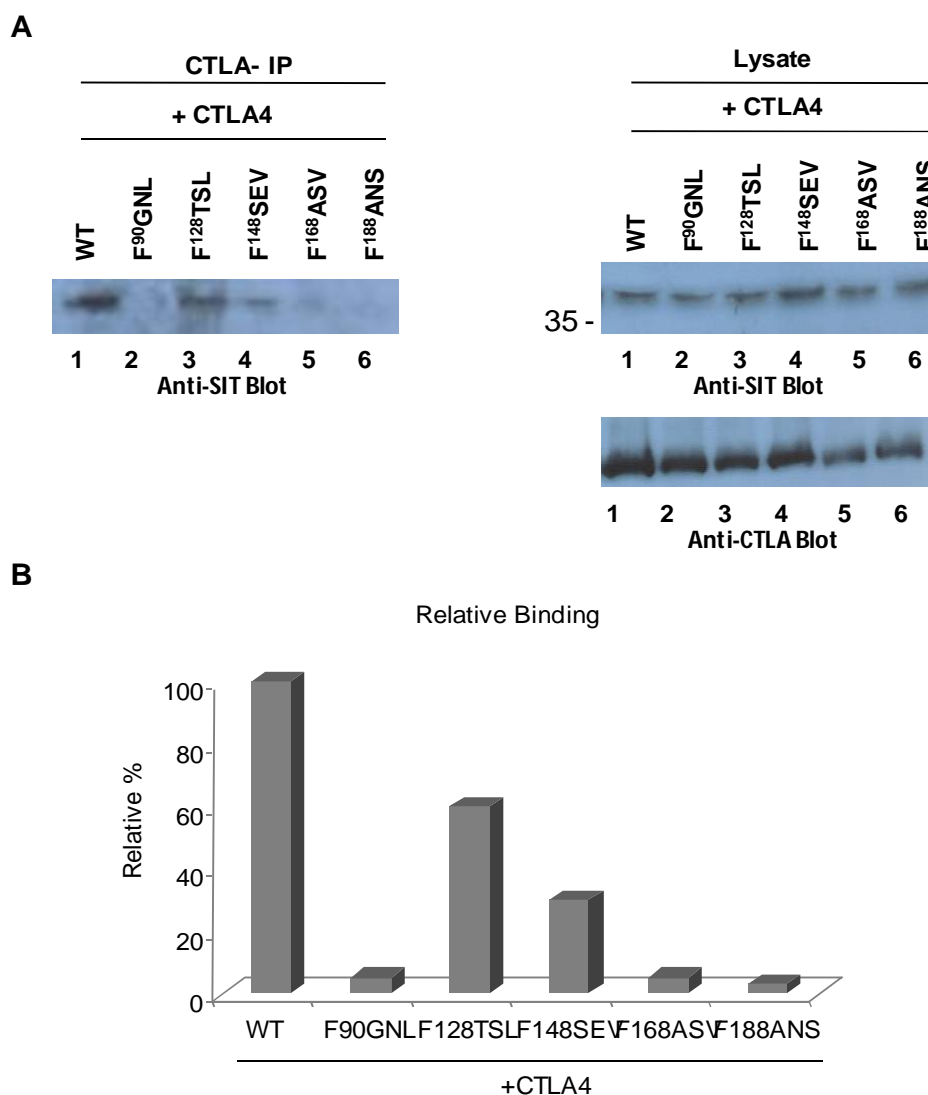 A
CTLA- IP
+ CTLA4
WT F⁹⁰GNL F¹²⁸TSL F¹⁴⁸SEV F¹⁶⁸ASV F¹⁸⁸ANS
1 2 3 4 5 6
Anti-SIT Blot
Lysate
+ CTLA4
WT F⁹⁰GNL F¹²⁸TSL F¹⁴⁸SEV F¹⁶⁸ASV F¹⁸⁸ANS
35 -
1 2 3 4 5 6
Anti-SIT Blot
1 2 3 4 5 6
Anti-CTLA Blot
B
Relative Binding
Relative %
100
80
60
40
20
0
WT F90GNL F128TSL F148SEV F168ASV F188ANS
+CTLA4